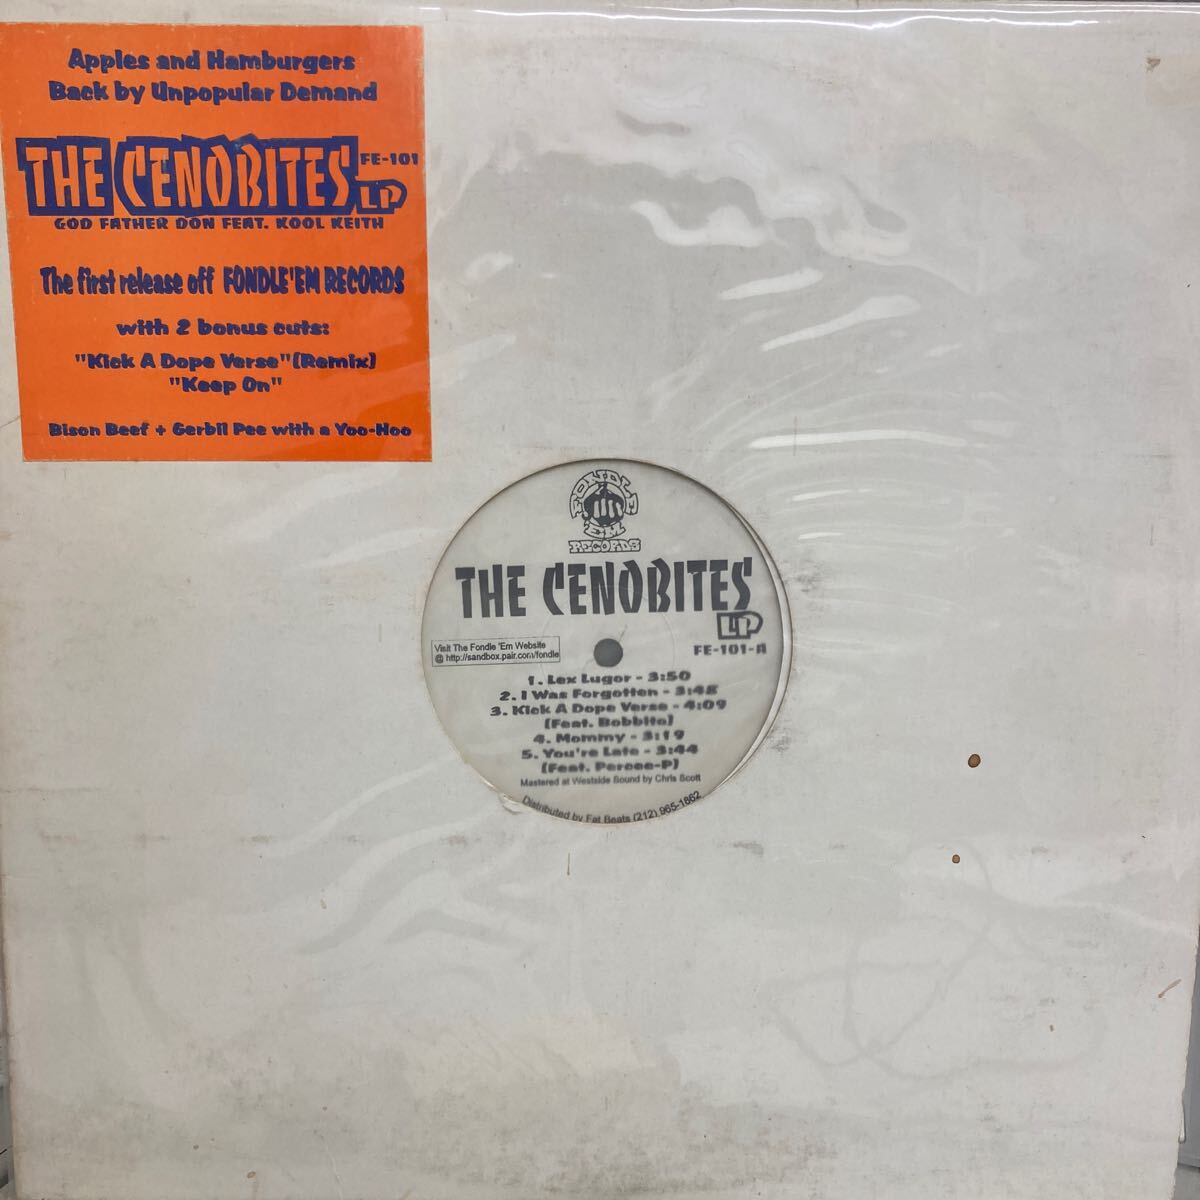 Apples and Hamburgers
Back by Unpopular Demand
THE CENOBITES FE-101
LP
GOD FATHER DON FEAT. KOOL KEITH
The first release off FONDLE'EM RECORDS
with 2 bonus cuts:
"Kick A Dope Verse" (Remix)
"Keep On"
Bison Beef + Gerbil Pee with a Yoo-Hoo
FONDLE
'EM
RECORDS
THE CENOBITES
LP
Visit The Fondle 'Em Website
@ http://sandbox.pair.com/fondle
FE-101-A
1. Lex Lugor - 3:50
2. I Was Forgotten - 3:48
3. Kick A Dope Verse - 4:09
(Feat. Bobbito)
4. Mommy - 3:19
5. You're Late - 3:44
(Feat. Percee-P)
Mastered at Westside Sound by Chris Scott
Distributed by Fat Beats (212) 965-1662